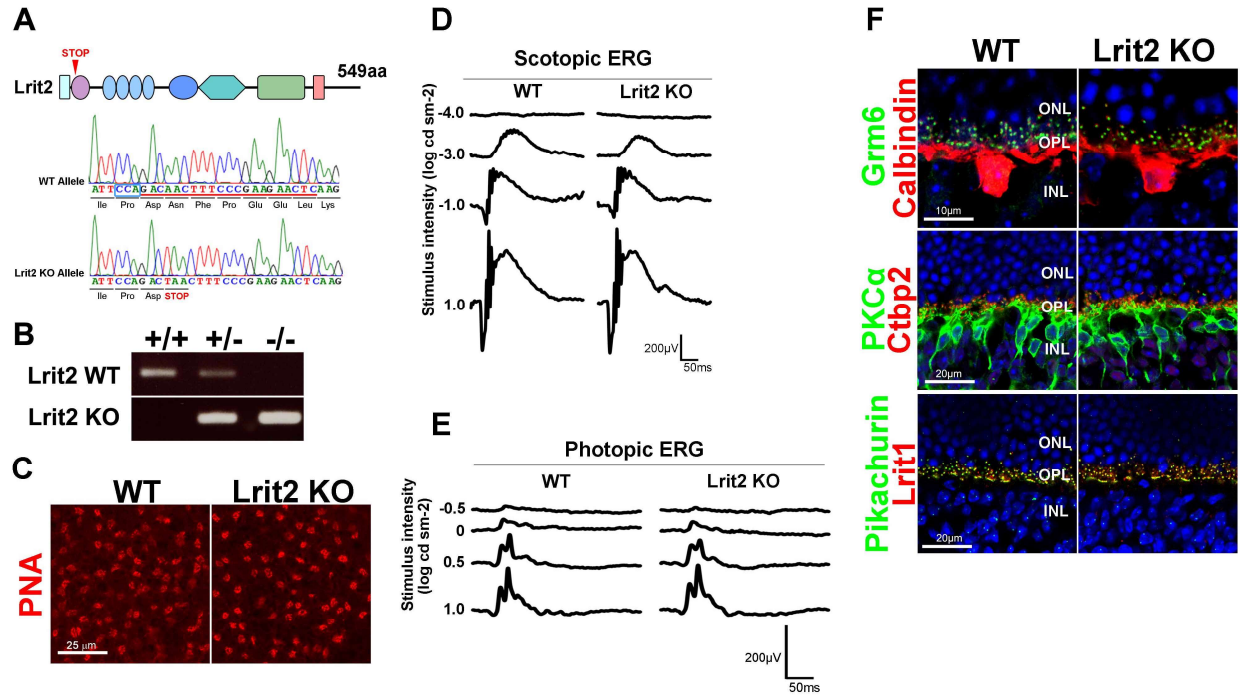 A
STOP
Lrit2
549aa
WT Allele
ATTCCAGACAACTTTCCCGAAGAACTCAAG
Ile Pro Asp Asn Phe Pro Glu Glu Leu Lys
Lrit2 KO Allele
ATTCCAGACTAACTTTCCCGAAGAACTCAAG
Ile Pro Asp STOP
B
+/+ +/- -/-
Lrit2 WT
Lrit2 KO
C
WT Lrit2 KO
PNA
25 µm
D
Scotopic ERG
WT Lrit2 KO
Stimulus intensity (log cd sm-2)
-4.0
-3.0
-1.0
1.0
200µV
50ms
E
Photopic ERG
WT Lrit2 KO
Stimulus intensity
(log cd sm-2)
-0.5
0
0.5
1.0
200µV
50ms
F
WT Lrit2 KO
Grm6
Calbindin
ONL
OPL
INL
10µm
PKCα
Ctbp2
ONL
OPL
INL
20µm
Pikachurin
Lrit1
ONL
OPL
INL
20µm